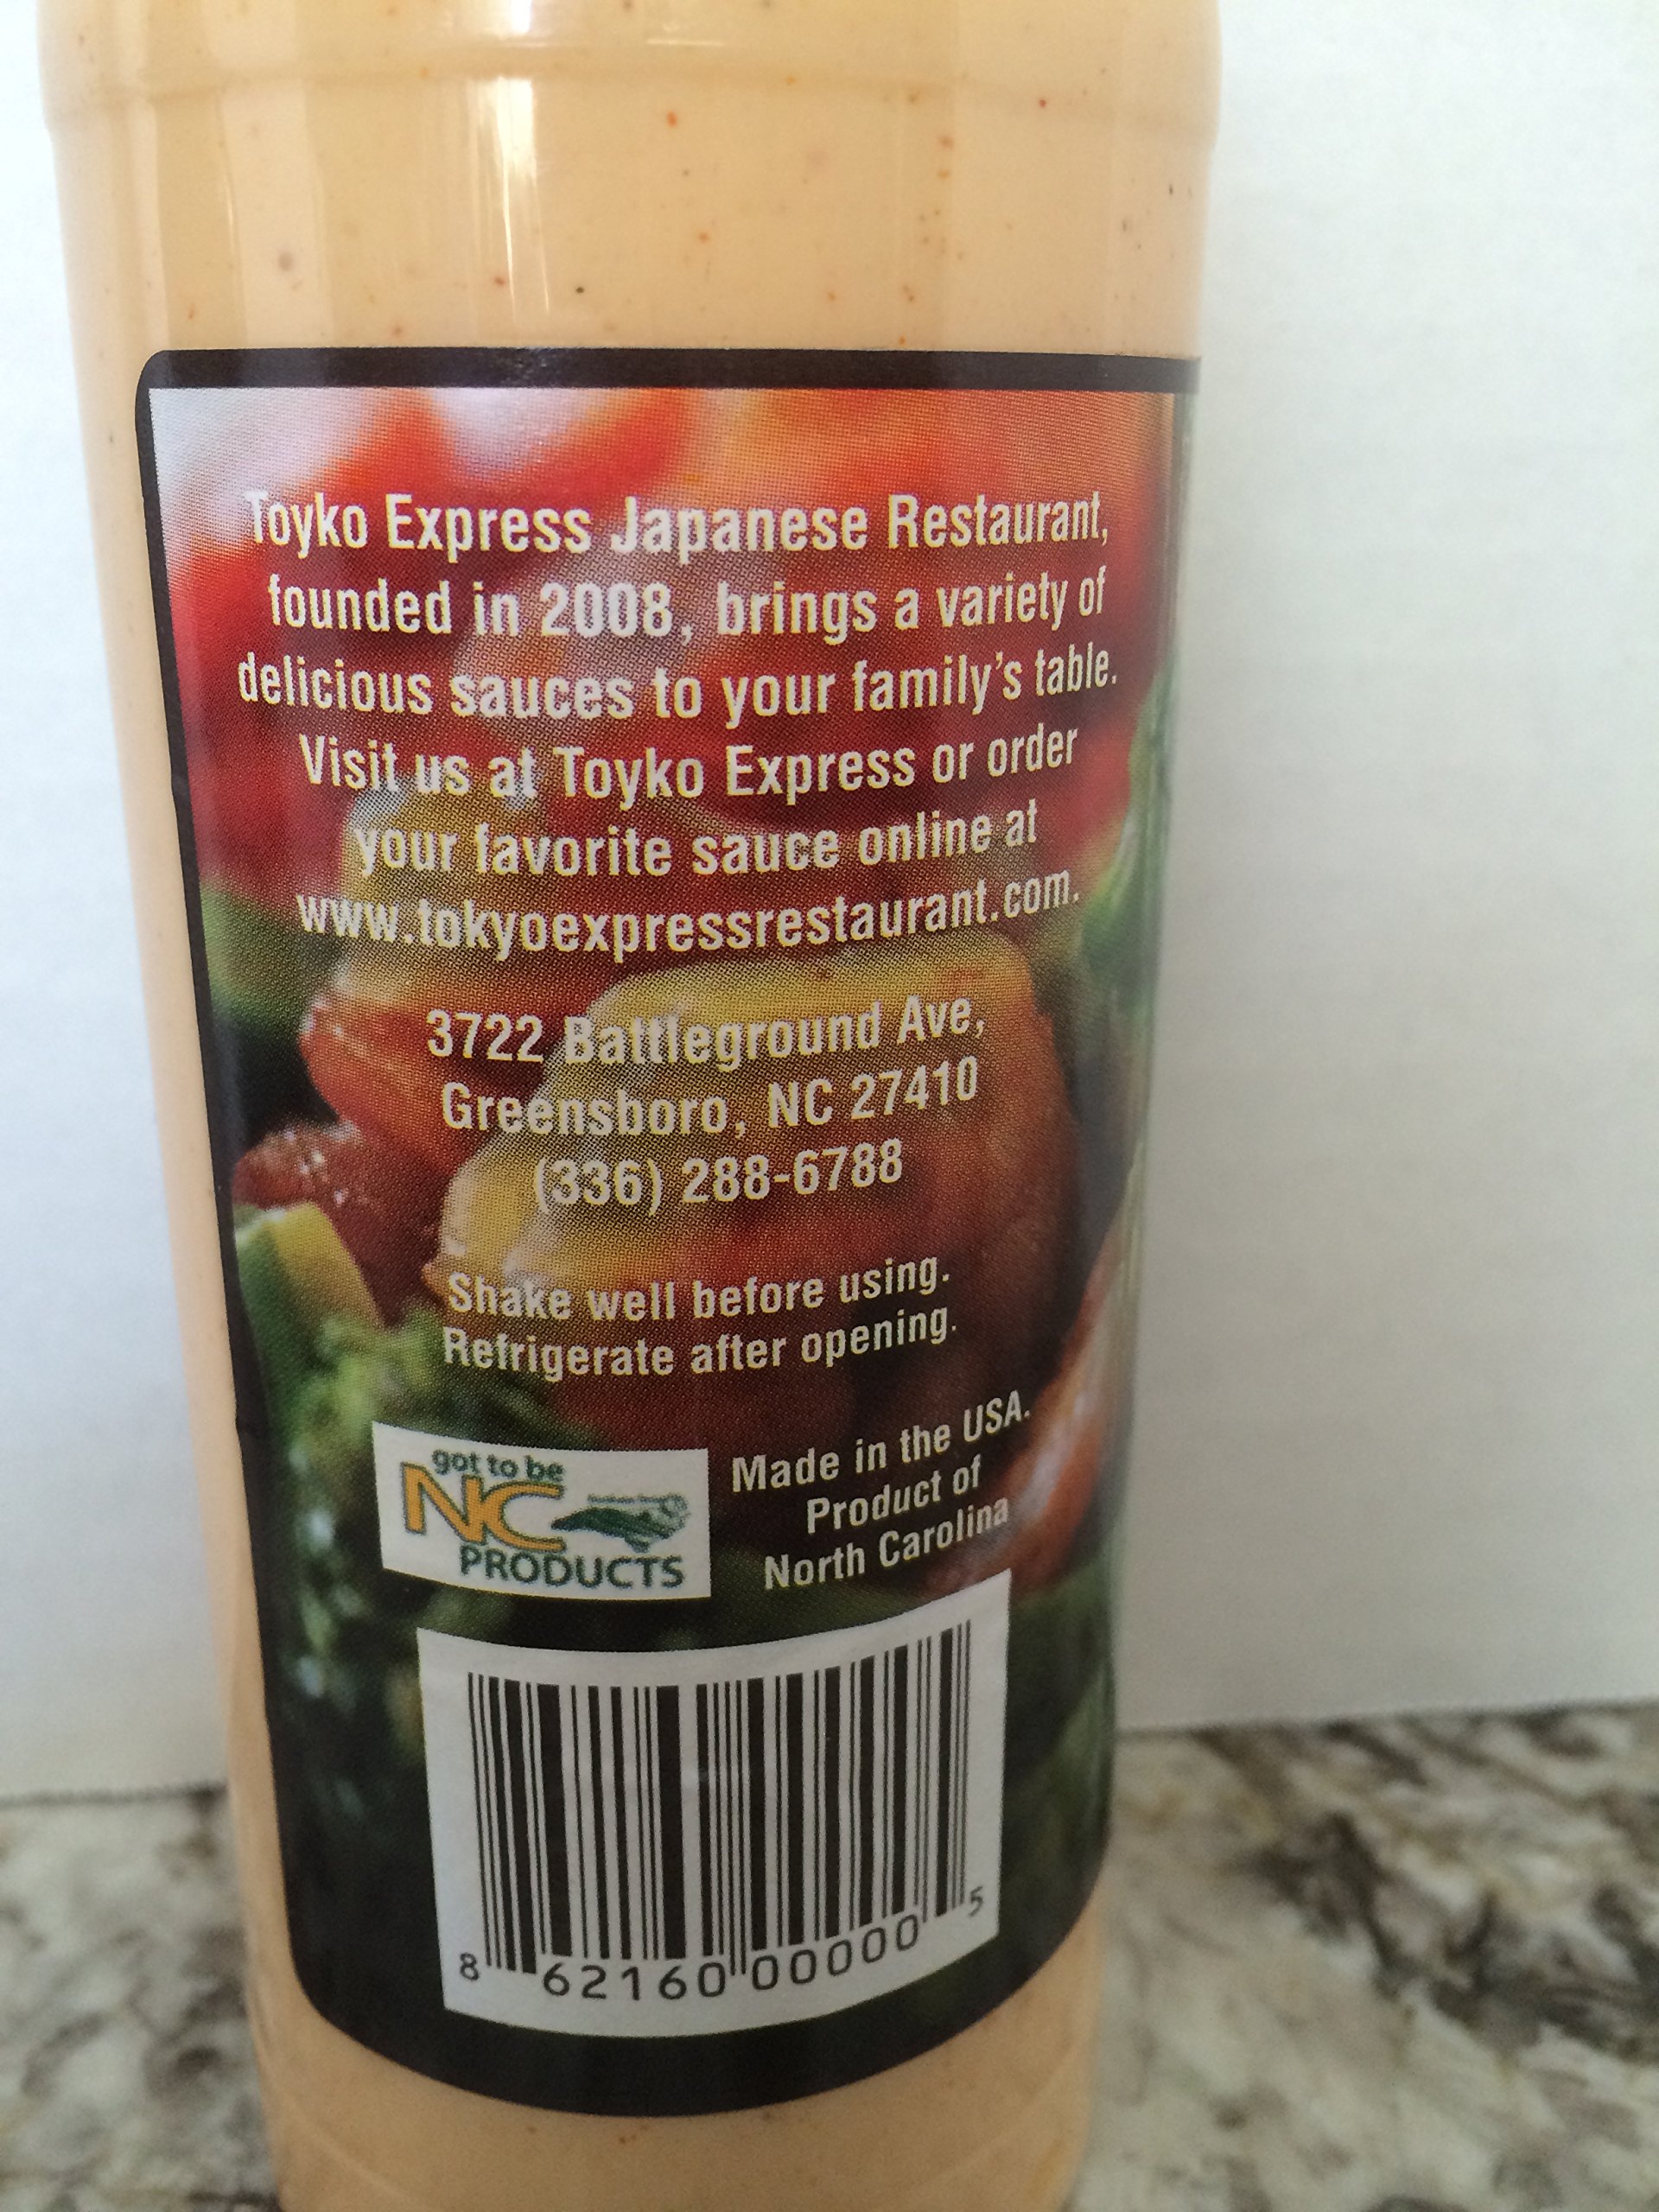 Toyko Express Japanese Restaurant,
founded in 2008, brings a variety of
delicious sauces to your family's table.
Visit us at Toyko Express or order
your favorite sauce online at
www.tokyoexpressrestaurant.com.
3722 Battleground Ave,
Greensboro, NC 27410
(336) 288-6788
Shake well before using.
Refrigerate after opening.
got to be
NC
PRODUCTS
Made in the USA.
Product of
North Carolina
8 62160 00000 5